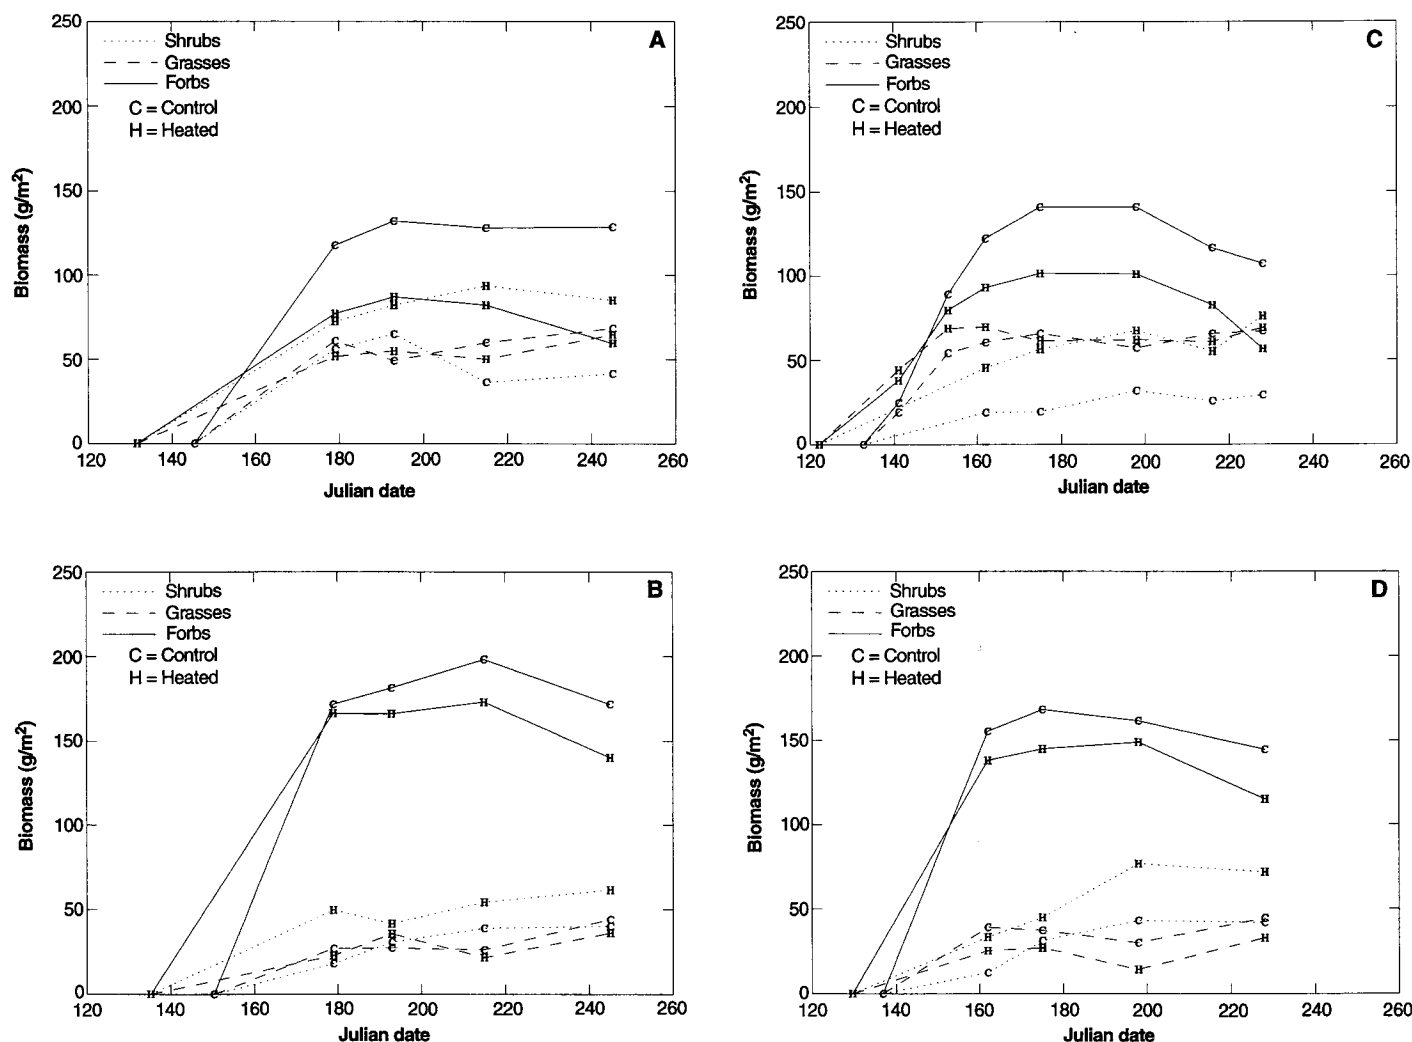 A
250
200
150
100
50
0
Biomass (g/m²)
Shrubs
Grasses
Forbs
C = Control
H = Heated
120 140 160 180 200 220 240 260
Julian date
C
250
200
150
100
50
0
Biomass (g/m²)
Shrubs
Grasses
Forbs
C = Control
H = Heated
120 140 160 180 200 220 240 260
Julian date
B
250
200
150
100
50
0
Biomass (g/m²)
Shrubs
Grasses
Forbs
C = Control
H = Heated
120 140 160 180 200 220 240 260
Julian date
D
250
200
150
100
50
0
Biomass (g/m²)
Shrubs
Grasses
Forbs
C = Control
H = Heated
120 140 160 180 200 220 240 260
Julian date